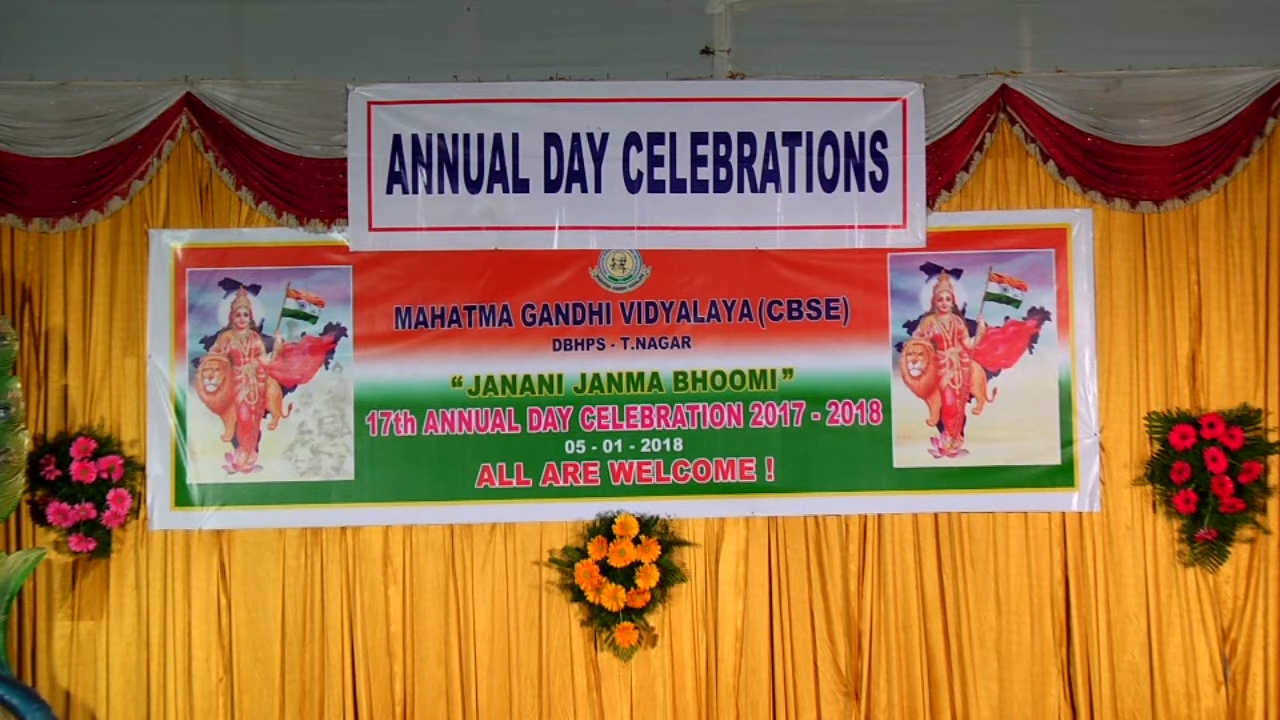 ANNUAL DAY CELEBRATIONS
MAHATMA GANDHI VIDYALAYA (CBSE)
DBHPS - T.NAGAR
"JANANI JANMA BHOOMI"
17th ANNUAL DAY CELEBRATION 2017 - 2018
05 - 01 - 2018
ALL ARE WELCOME !